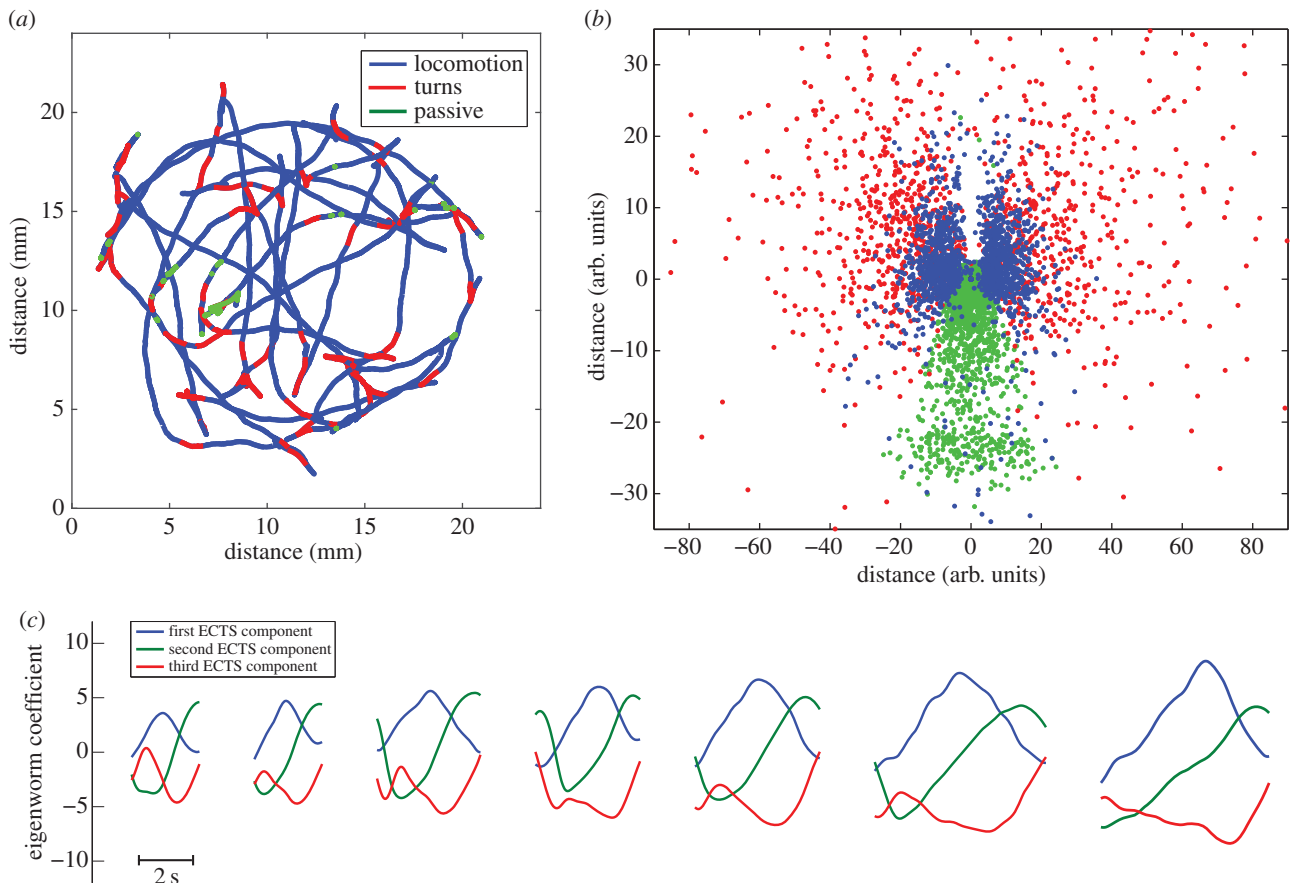 (a)
locomotion
turns
passive
distance (mm)
20
15
10
5
0
0 5 10 15 20
distance (mm)
(b)
distance (arb. units)
30
20
10
0
−10
−20
−30
−80 −60 −40 −20 0 20 40 60 80
distance (arb. units)
(c)
eigenworm coefficient
10
5
0
−5
−10
first ECTS component
second ECTS component
third ECTS component
2 s